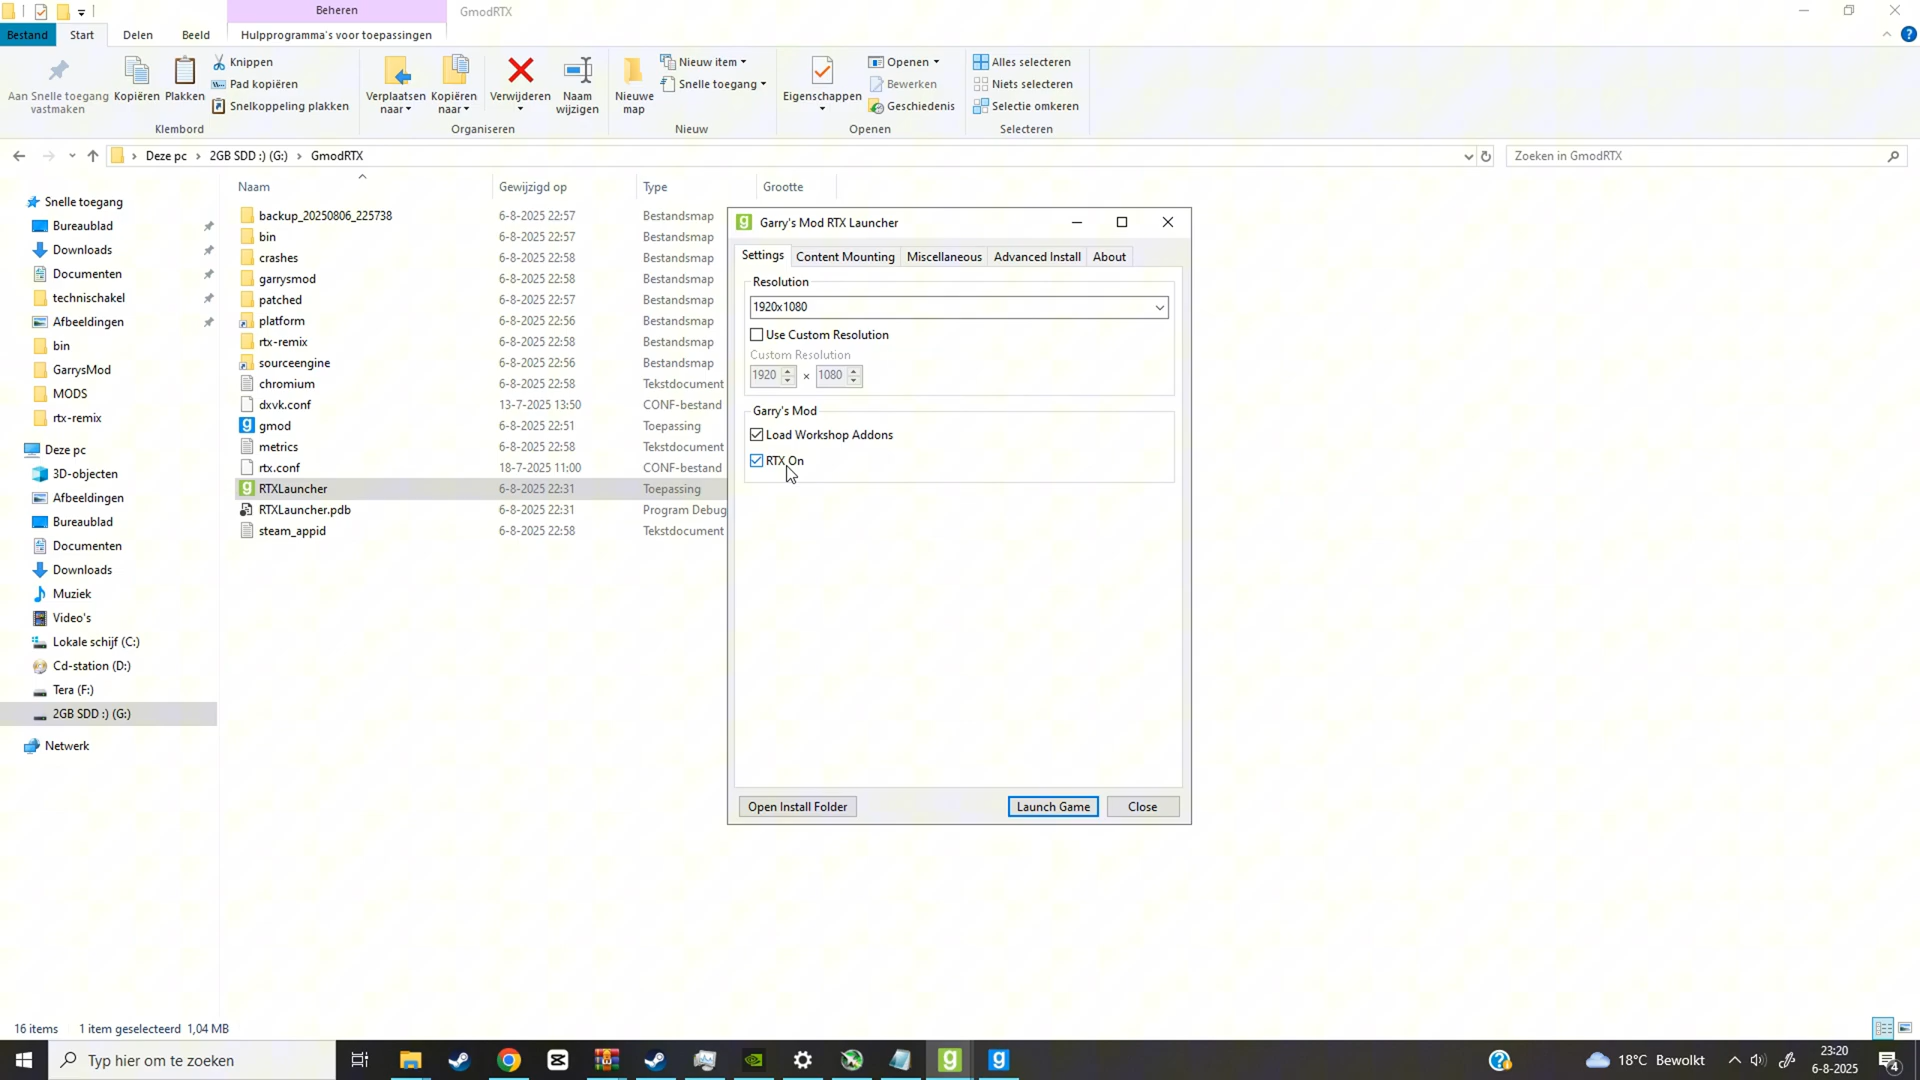 Beheren
GmodRTX
Bestand
Start
Delen
Beeld
Hulpprogramma's voor toepassingen
Aan Snelle toegang vastmaken
Kopiëren
Plakken
Knippen
Pad kopiëren
Snelkoppeling plakken
Klembord
Verplaatsen naar
Kopiëren naar
Verwijderen
Naam wijzigen
Organiseren
Nieuwe map
Nieuw item
Snelle toegang
Nieuw
Eigenschappen
Openen
Bewerken
Geschiedenis
Openen
Alles selecteren
Niets selecteren
Selectie omkeren
Selecteren
Deze pc > 2GB SDD :) (G:) > GmodRTX
Zoeken in GmodRTX
Snelle toegang
Bureaublad
Downloads
Documenten
technischakel
Afbeeldingen
bin
GarrysMod
MODS
rtx-remix
Deze pc
3D-objecten
Afbeeldingen
Bureaublad
Documenten
Downloads
Muziek
Video's
Lokale schijf (C:)
Cd-station (D:)
Tera (F:)
2GB SDD :) (G:)
Netwerk
Naam Gewijzigd op Type Grootte
backup_20250806_225738 6-8-2025 22:57 Bestandsmap
bin 6-8-2025 22:57 Bestandsmap
crashes 6-8-2025 22:58 Bestandsmap
garrysmod 6-8-2025 22:58 Bestandsmap
patched 6-8-2025 22:57 Bestandsmap
platform 6-8-2025 22:56 Bestandsmap
rtx-remix 6-8-2025 22:58 Bestandsmap
sourceengine 6-8-2025 22:56 Bestandsmap
chromium 6-8-2025 22:58 Tekstdocument
dxvk.conf 13-7-2025 13:50 CONF-bestand
gmod 6-8-2025 22:51 Toepassing
metrics 6-8-2025 22:58 Tekstdocument
rtx.conf 18-7-2025 11:00 CONF-bestand
RTXLauncher 6-8-2025 22:31 Toepassing
RTXLauncher.pdb 6-8-2025 22:31 Program Debug
steam_appid 6-8-2025 22:58 Tekstdocument
Garry's Mod RTX Launcher
Settings
Content Mounting
Miscellaneous
Advanced Install
About
Resolution
1920x1080
Use Custom Resolution
Custom Resolution
1920 × 1080
Garry's Mod
Load Workshop Addons
RTX On
Open Install Folder
Launch Game
Close
16 items 1 item geselecteerd 1,04 MB
Typ hier om te zoeken
18°C Bewolkt
23:20
6-8-2025
4